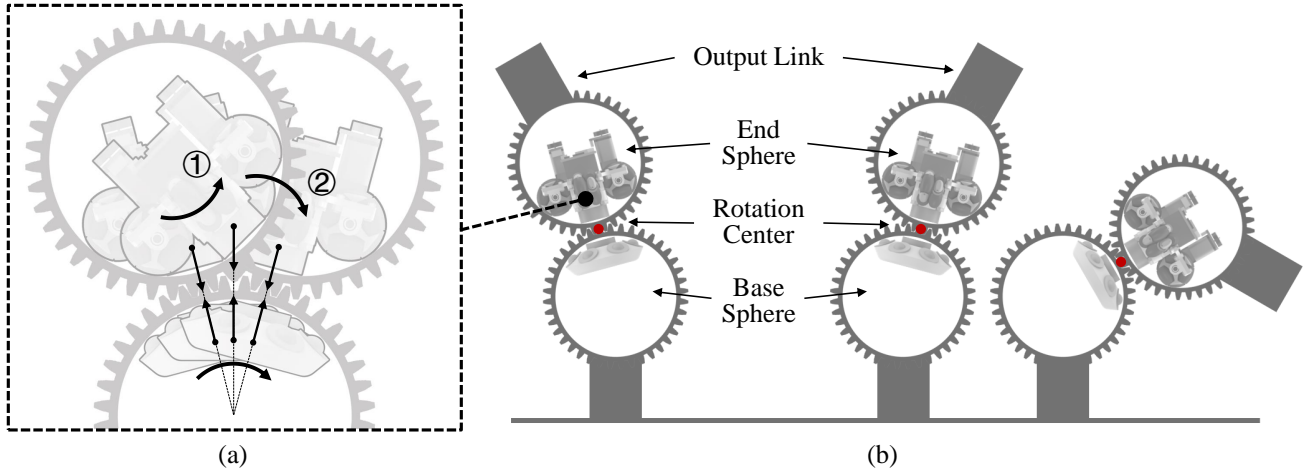 ①
②
Output Link
End
Sphere
Rotation
Center
Base
Sphere
(a)
(b)